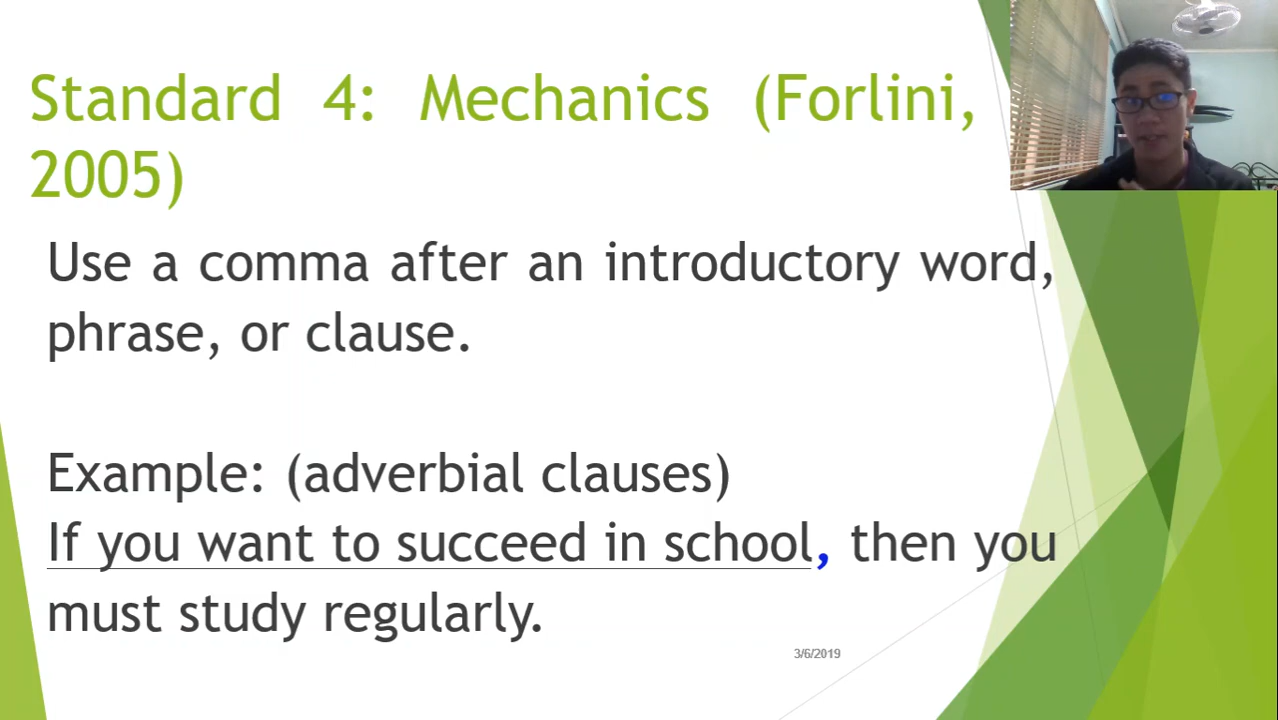 Standard 4: Mechanics (Forlini,
2005)
Use a comma after an introductory word,
phrase, or clause.
Example: (adverbial clauses)
If you want to succeed in school, then you
must study regularly.
3/6/2019